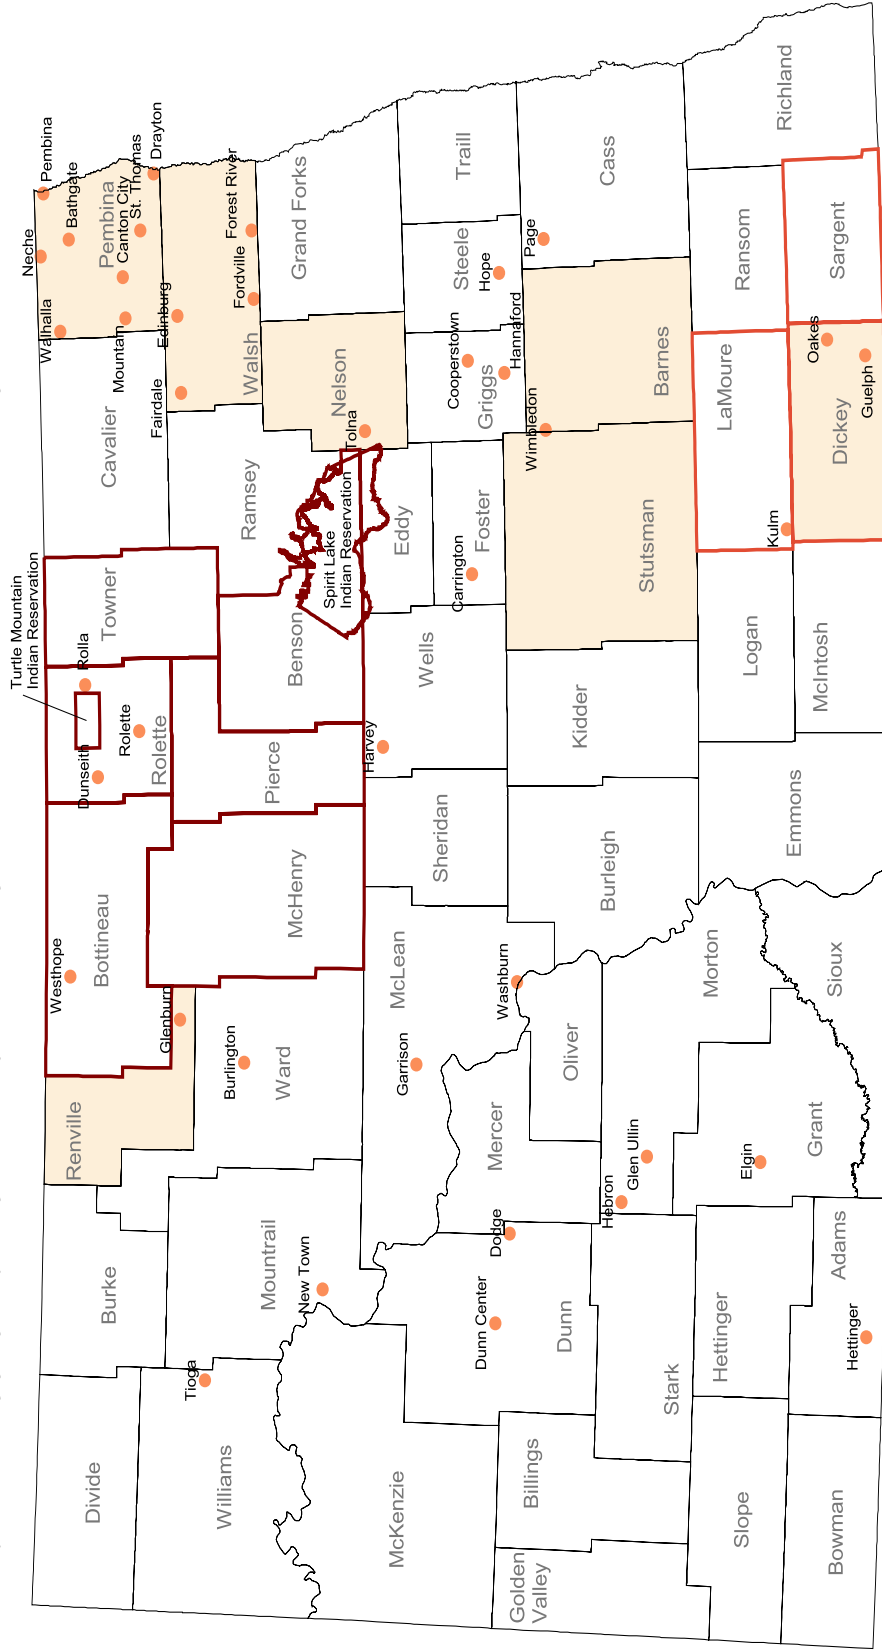 Turtle Mountain
Indian Reservation
Neche
Pembina
Walhalla
Bathgate
Pembina
Canton City
St. Thomas
Drayton
Mountain
Cavalier
Towner
Rolla
Dunseith
Rolette
Rolette
Westhope
Bottineau
Renville
Burke
Divide
Glenburn
Fairdale
Edinburg
Forest River
Fordville
Walsh
Grand Forks
Nelson
Tolna
Ramsey
Spirit Lake
Indian Reservation
Benson
Pierce
McHenry
Burlington
Ward
Mountrail
New Town
Tioga
Williams
McKenzie
Traill
Steele
Hope
Cooperstown
Griggs
Hannaford
Eddy
Foster
Carrington
Wells
Harvey
Sheridan
McLean
Garrison
Washburn
Mercer
Oliver
Dodge
Dunn Center
Dunn
Billings
Golden
Valley
Page
Cass
Barnes
Wimbledon
Stutsman
Kidder
Burleigh
Morton
Glen Ullin
Hebron
Stark
Richland
Ransom
Sargent
LaMoure
Oakes
Guelph
Dickey
Kulm
Logan
McIntosh
Emmons
Sioux
Grant
Elgin
Hettinger
Adams
Hettinger
Slope
Bowman